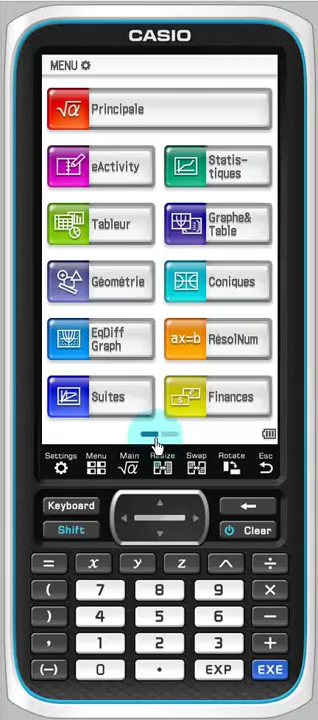 CASIO
MENU
√α Principale
eActivity Statis-
tiques
Tableur Graphe&
Table
Géométrie Coniques
EqDiff
Graph ax=b RésolNum
Suites Finances
Settings Menu Main Resize Swap Rotate Esc
√α
Keyboard ←
Shift Clear
= x y z ^ ÷
( 7 8 9 ×
) 4 5 6 −
, 1 2 3 +
(−) 0 • EXP EXE